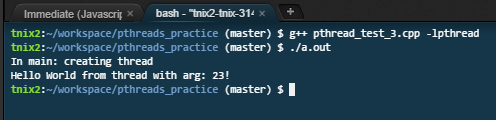 Immediate (Javascrip
bash - "tnix2-tnix-314
tnix2:~/workspace/pthreads_practice (master) $ g++ pthread_test_3.cpp -lpthread
tnix2:~/workspace/pthreads_practice (master) $ ./a.out
In main: creating thread
Hello World from thread with arg: 23!
tnix2:~/workspace/pthreads_practice (master) $